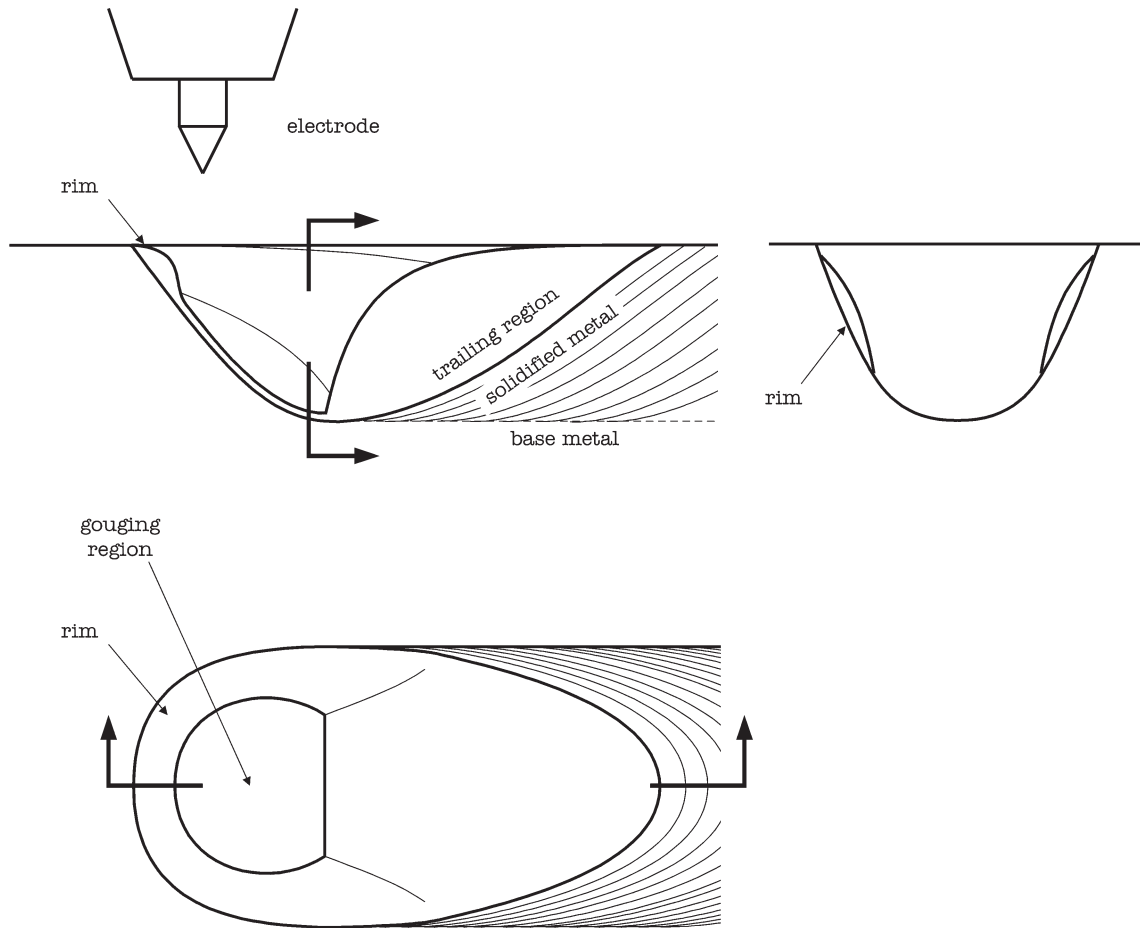 electrode
rim
trailing region
solidified metal
base metal
rim
gouging
region
rim